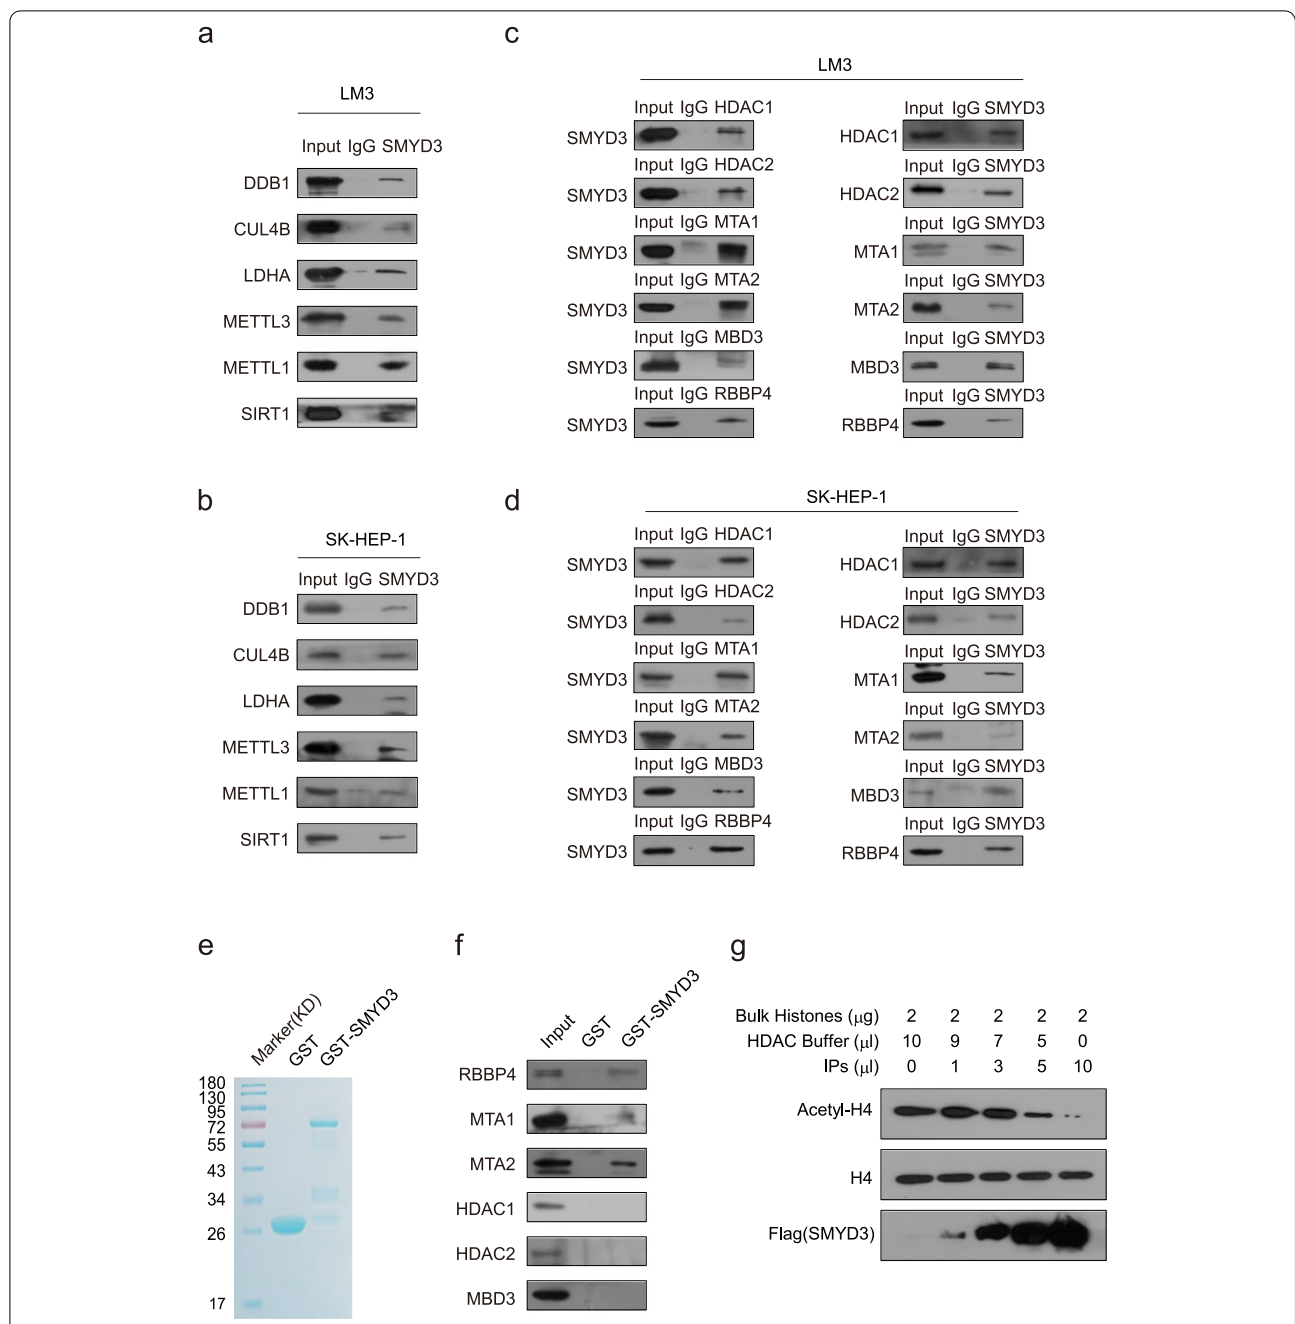 a
LM3
Input IgG SMYD3
DDB1
CUL4B
LDHA
METTL3
METTL1
SIRT1
c
LM3
Input IgG HDAC1
SMYD3
Input IgG HDAC2
SMYD3
Input IgG MTA1
SMYD3
Input IgG MTA2
SMYD3
Input IgG MBD3
SMYD3
Input IgG RBBP4
SMYD3
Input IgG SMYD3
HDAC1
Input IgG SMYD3
HDAC2
Input IgG SMYD3
MTA1
Input IgG SMYD3
MTA2
Input IgG SMYD3
MBD3
Input IgG SMYD3
RBBP4
b
SK-HEP-1
Input IgG SMYD3
DDB1
CUL4B
LDHA
METTL3
METTL1
SIRT1
d
SK-HEP-1
Input IgG HDAC1
SMYD3
Input IgG HDAC2
SMYD3
Input IgG MTA1
SMYD3
Input IgG MTA2
SMYD3
Input IgG MBD3
SMYD3
Input IgG RBBP4
SMYD3
Input IgG SMYD3
HDAC1
Input IgG SMYD3
HDAC2
Input IgG SMYD3
MTA1
Input IgG SMYD3
MTA2
Input IgG SMYD3
MBD3
Input IgG SMYD3
RBBP4
e
Marker(KD)
GST
GST-SMYD3
180
130
95
72
55
43
34
26
17
f
Input
GST
GST-SMYD3
RBBP4
MTA1
MTA2
HDAC1
HDAC2
MBD3
g
Bulk Histones (μg) 2 2 2 2 2
HDAC Buffer (μl) 10 9 7 5 0
IPs (μl) 0 1 3 5 10
Acetyl-H4
H4
Flag(SMYD3)